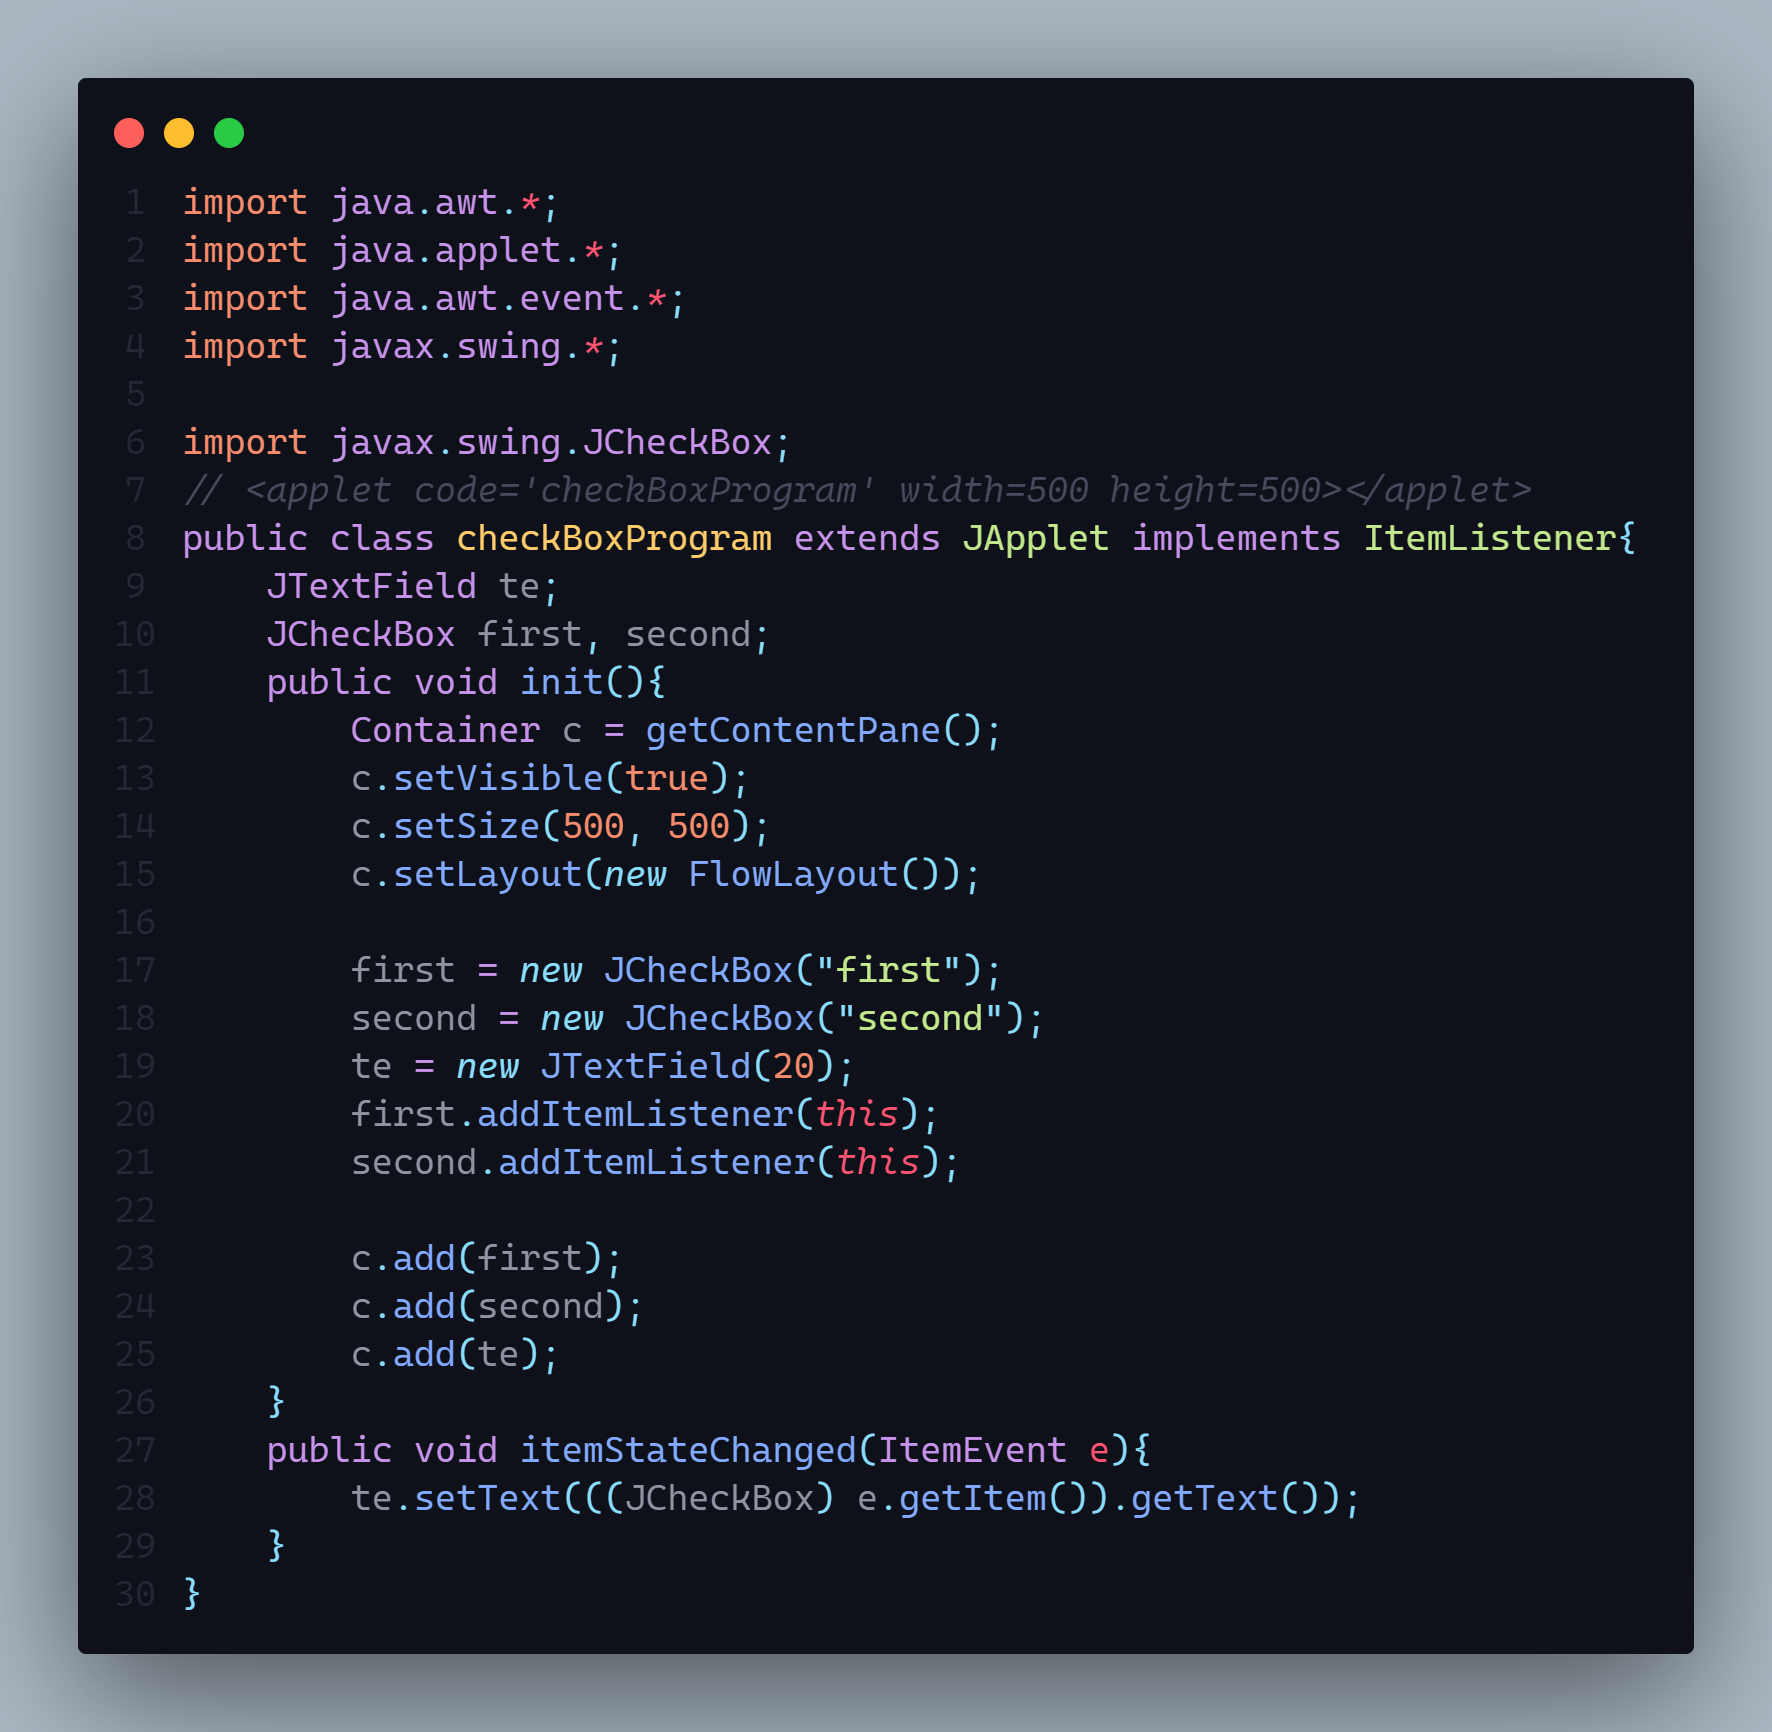 1 import java.awt.*;
2 import java.applet.*;
3 import java.awt.event.*;
4 import javax.swing.*;
5
6 import javax.swing.JCheckBox;
7 // <applet code='checkBoxProgram' width=500 height=500></applet>
8 public class checkBoxProgram extends JApplet implements ItemListener{
9     JTextField te;
10     JCheckBox first, second;
11     public void init(){
12         Container c = getContentPane();
13         c.setVisible(true);
14         c.setSize(500, 500);
15         c.setLayout(new FlowLayout());
16
17         first = new JCheckBox("first");
18         second = new JCheckBox("second");
19         te = new JTextField(20);
20         first.addItemListener(this);
21         second.addItemListener(this);
22
23         c.add(first);
24         c.add(second);
25         c.add(te);
26     }
27     public void itemStateChanged(ItemEvent e){
28         te.setText(((JCheckBox) e.getItem()).getText());
29     }
30 }